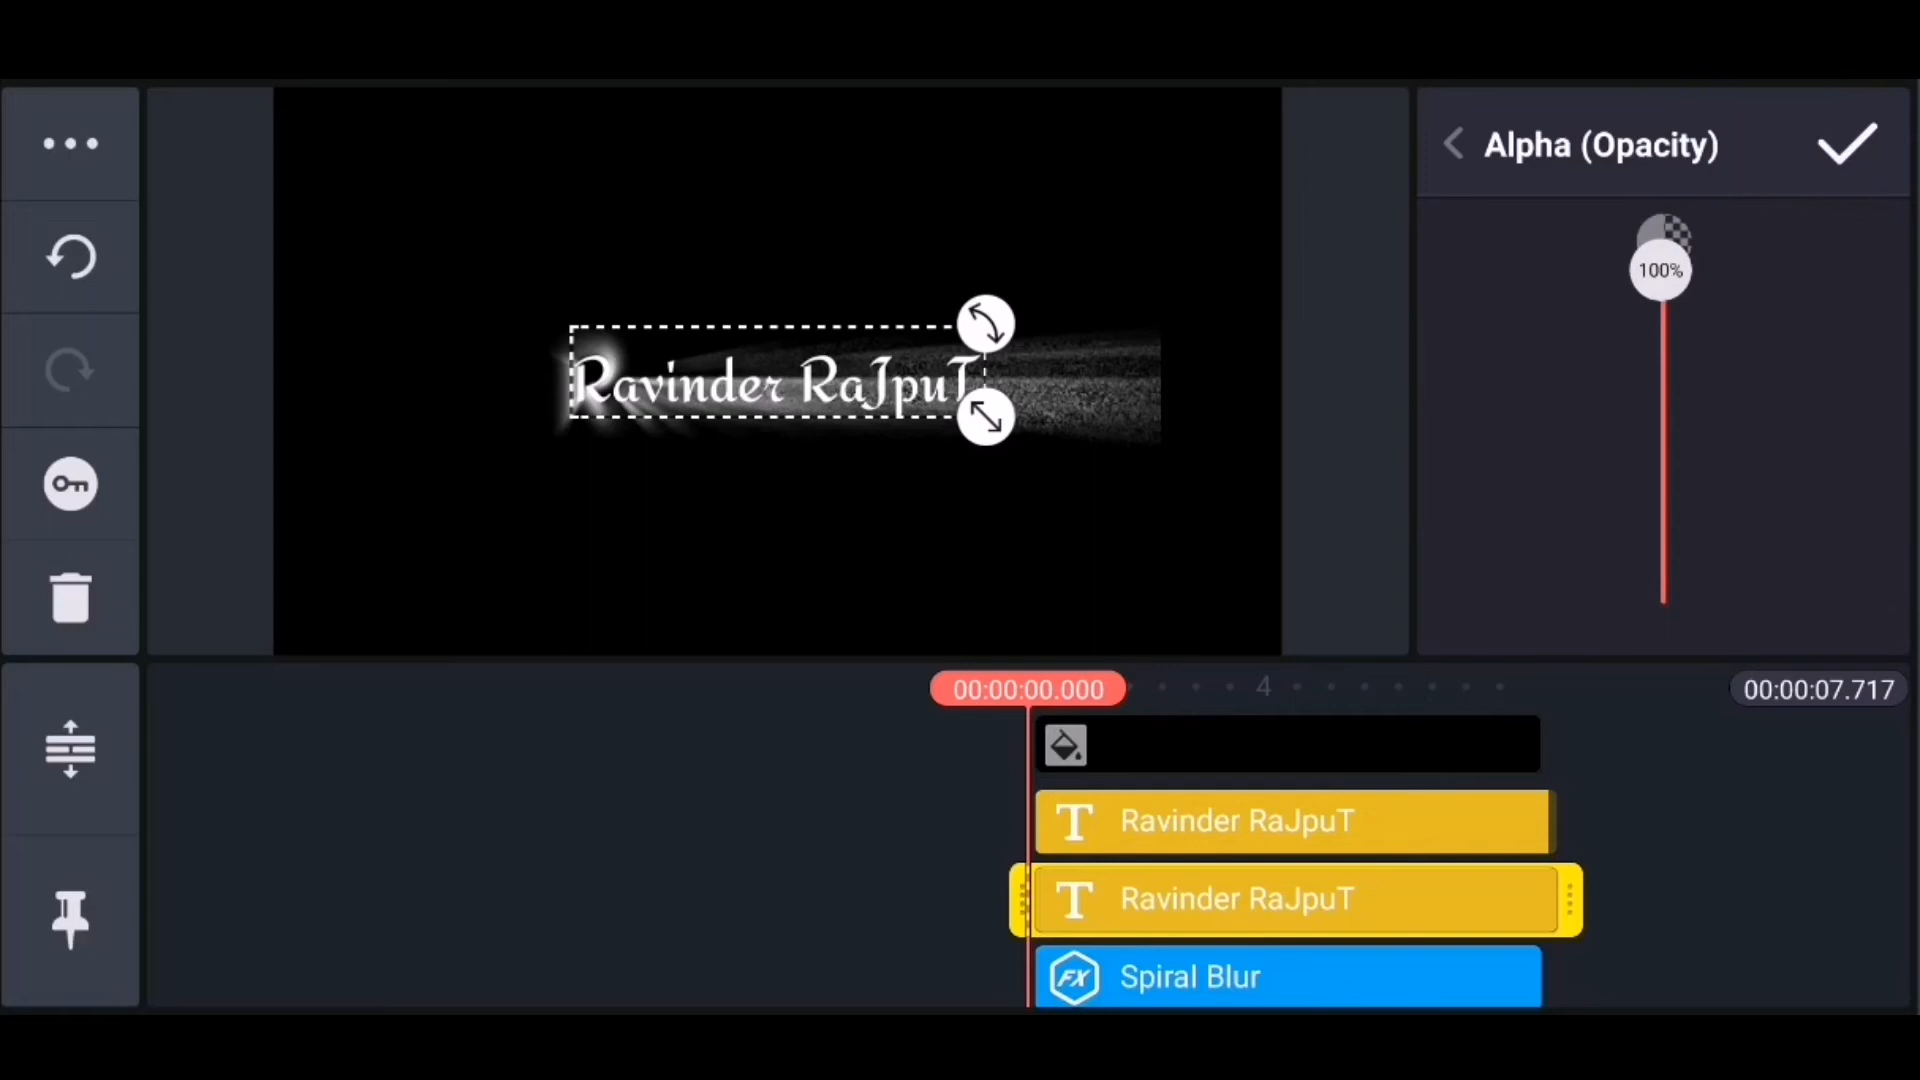 Alpha (Opacity)
100%
Ravinder RaJpuT
00:00:00.000
4
00:00:07.717
T Ravinder RaJpuT
T Ravinder RaJpuT
FX Spiral Blur